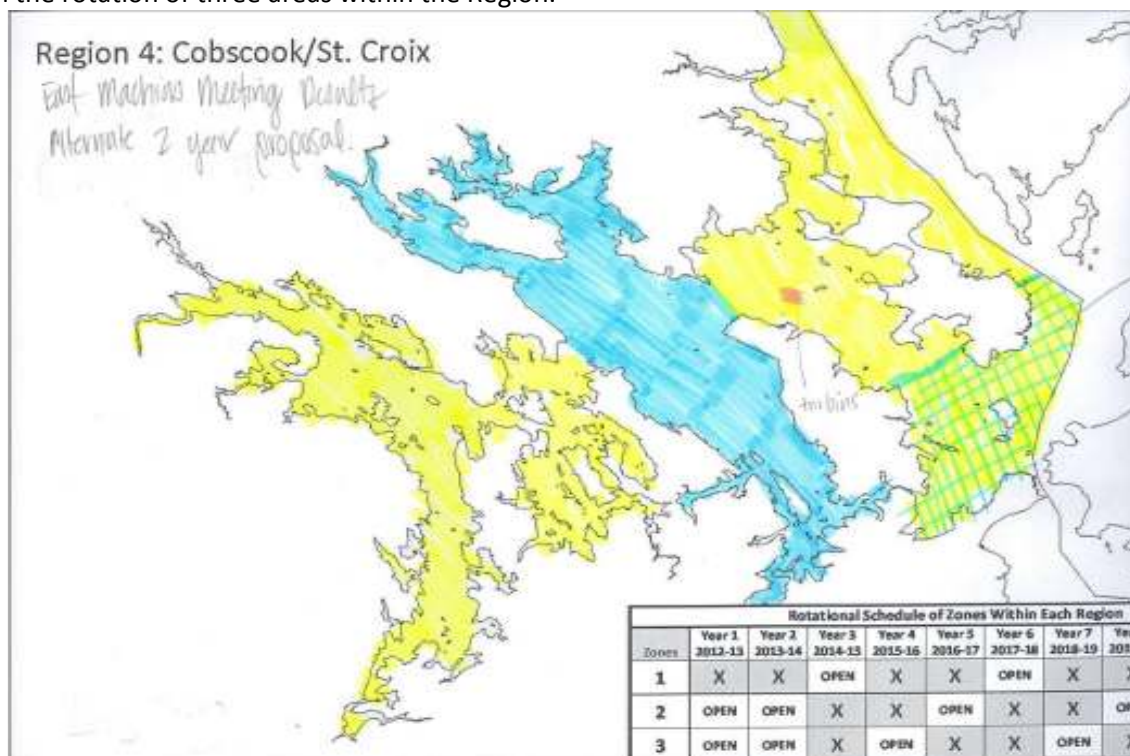 the rotation of three areas within the Region.
Region 4: Cobscook/St. Croix
East Machias Meeting Results
Alternate 2 year proposal.
Rotational Schedule of Zones Within Each Region
Zones Year 1 2012-13 Year 2 2013-14 Year 3 2014-15 Year 4 2015-16 Year 5 2016-17 Year 6 2017-18 Year 7 2018-19
1 X X OPEN X X OPEN X
2 OPEN OPEN X X OPEN X X
3 OPEN OPEN X OPEN X X OPEN